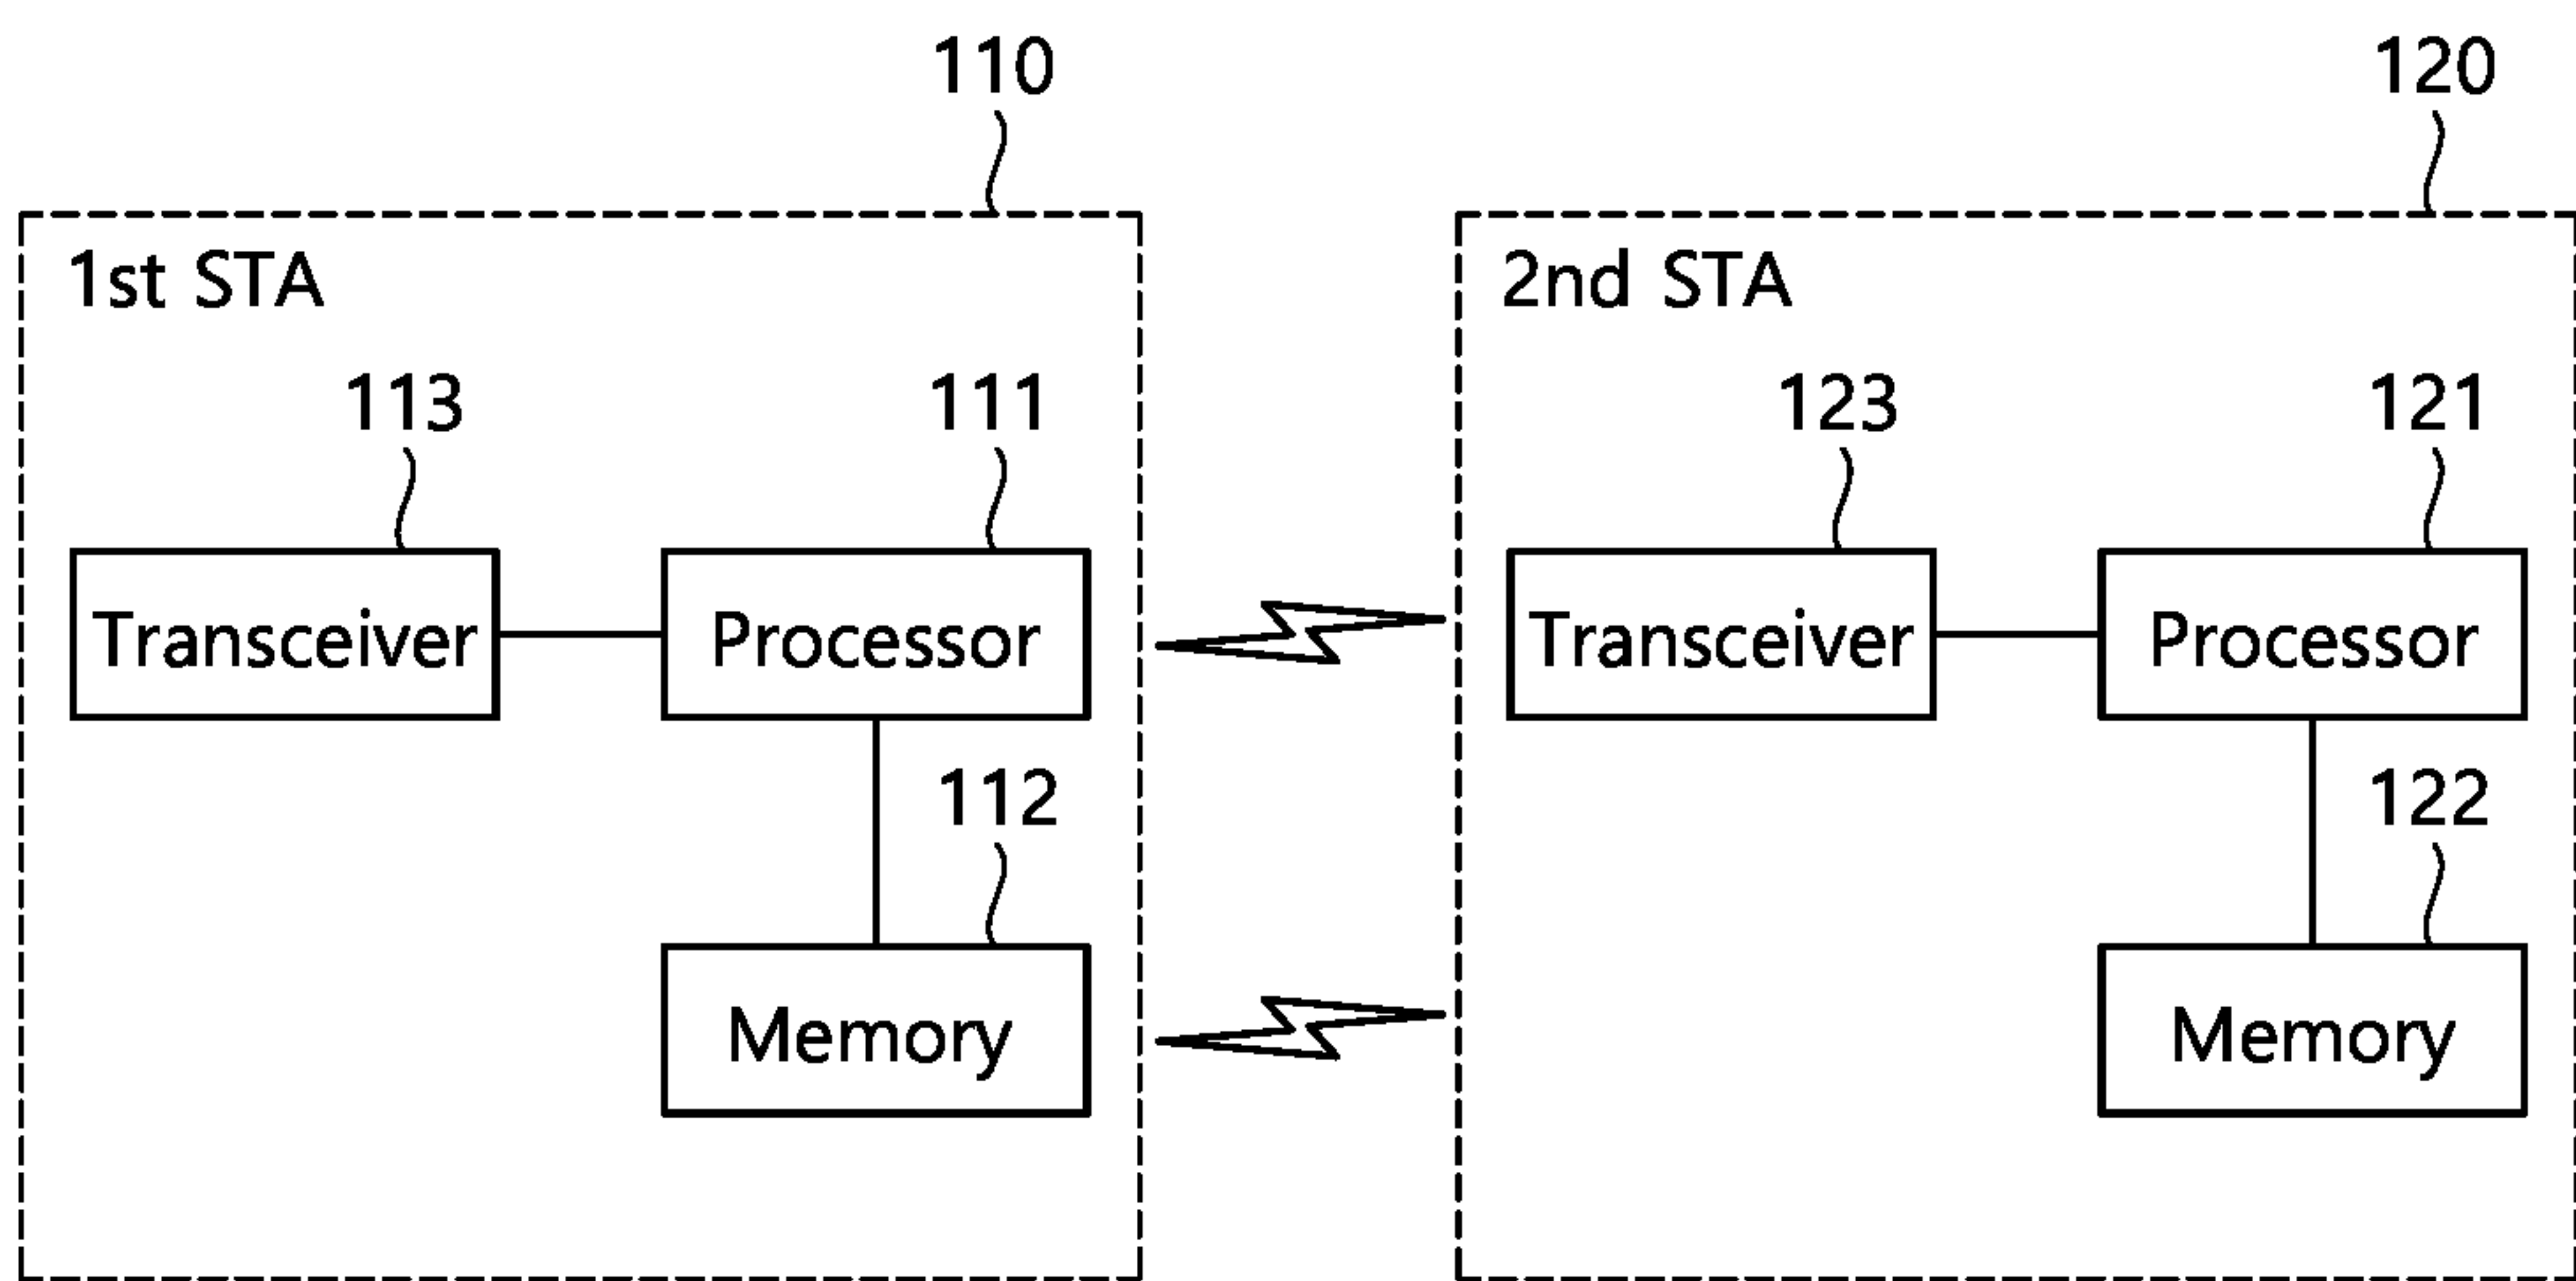 110 120
1st STA 2nd STA
113 111 123 121
Transceiver Processor Transceiver Processor
112 122
Memory Memory